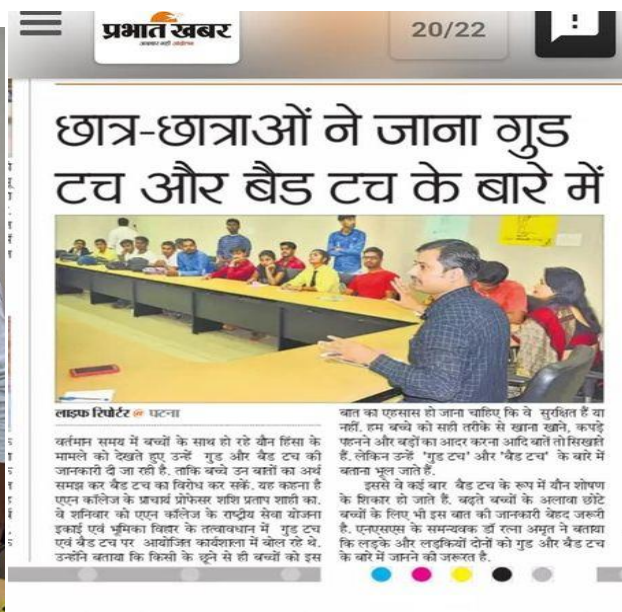 प्रभात खबर
अखबार नहीं आंदोलन
20/22
!
छात्र-छात्राओं ने जाना गुड
टच और बैड टच के बारे में
लाइफ रिपोर्टर @ पटना
वर्तमान समय में बच्चों के साथ हो रहे यौन हिंसा के
मामले को देखते हुए उन्हें गुड और बैड टच की
जानकारी दी जा रही है. ताकि बच्चे उन बातों का अर्थ
समझ कर बैड टच का विरोध कर सकें. यह कहना है
एएन कॉलेज के प्राचार्य प्रोफेसर शशि प्रताप शाही का.
वे शनिवार को एएन कॉलेज के राष्ट्रीय सेवा योजना
इकाई एवं भूमिका विहार के तत्वावधान में गुड टच
एवं बैड टच पर आयोजित कार्यशाला में बोल रहे थे.
उन्होंने बताया कि किसी के छूने से ही बच्चों को इस
बात का एहसास हो जाना चाहिए कि वे सुरक्षित हैं या
नहीं. हम बच्चे को सही तरीके से खाना खाने, कपड़े
पहनने और बड़ों का आदर करना आदि बातें तो सिखाते
हैं. लेकिन उन्हें 'गुड टच' और 'बैड टच' के बारे में
बताना भूल जाते हैं.
इससे वे कई बार बैड टच के रूप में यौन शोषण
के शिकार हो जाते हैं. बढ़ते बच्चों के अलावा छोटे
बच्चों के लिए भी इस बात की जानकारी बेहद जरूरी
है. एनएसएस के समन्यवक डॉ रत्ना अमृत ने बताया
कि लड़के और लड़कियों दोनों को गुड और बैड टच
के बारे में जानने की जरूरत है.